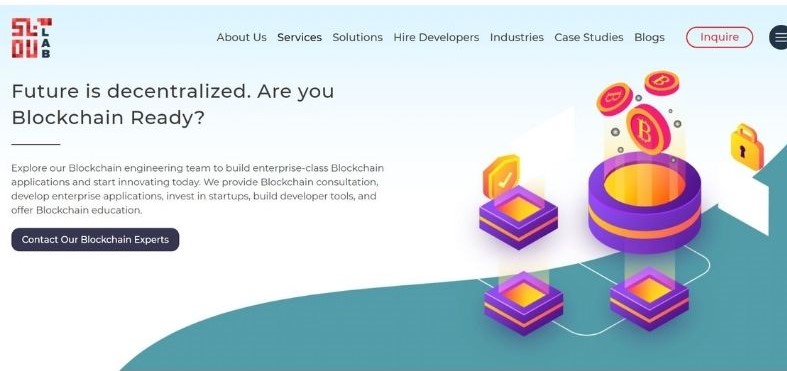 LAB
About Us Services Solutions Hire Developers Industries Case Studies Blogs Inquire
Future is decentralized. Are you
Blockchain Ready?
Explore our Blockchain engineering team to build enterprise-class Blockchain
applications and start innovating today. We provide Blockchain consultation,
develop enterprise applications, invest in startups, build developer tools, and
offer Blockchain education.
Contact Our Blockchain Experts